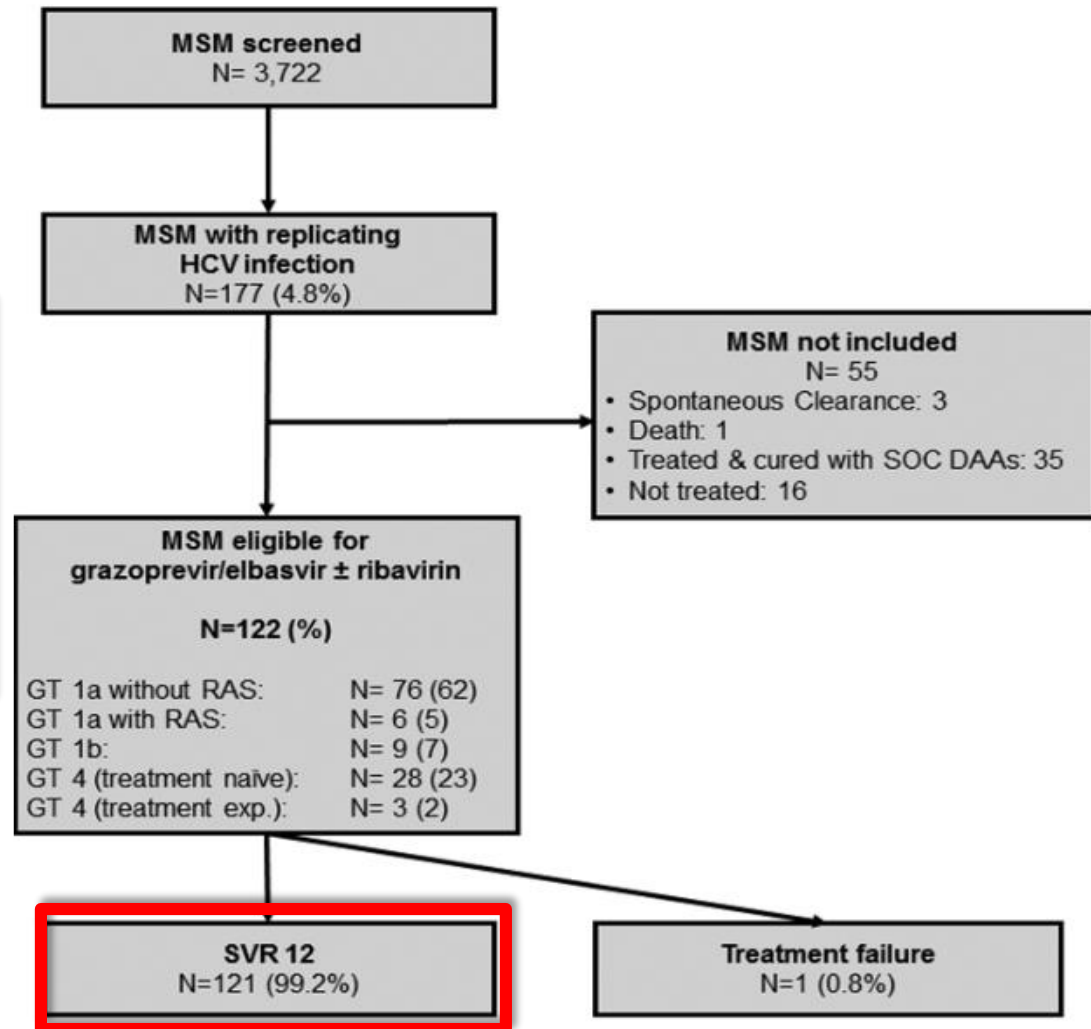 MSM screened
N= 3,722
MSM with replicating
HCV infection
N=177 (4.8%)
MSM not included
N= 55
• Spontaneous Clearance: 3
• Death: 1
• Treated & cured with SOC DAAs: 35
• Not treated: 16
MSM eligible for
grazoprevir/elbasvir ± ribavirin
N=122 (%)
GT 1a without RAS: N= 76 (62)
GT 1a with RAS: N= 6 (5)
GT 1b: N= 9 (7)
GT 4 (treatment naïve): N= 28 (23)
GT 4 (treatment exp.): N= 3 (2)
SVR 12
N=121 (99.2%)
Treatment failure
N=1 (0.8%)